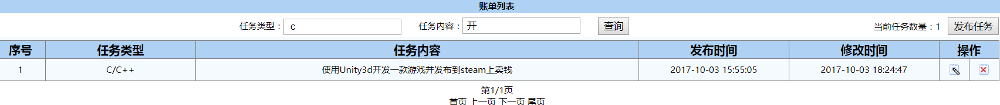 账单列表
任务类型： c 任务内容： 开 查询 当前任务数量：1 发布任务
序号 任务类型 任务内容 发布时间 修改时间 操作
1 C/C++ 使用Unity3d开发一款游戏并发布到steam上卖钱 2017-10-03 15:55:05 2017-10-03 18:24:47
第1/1页
首页 上一页 下一页 尾页